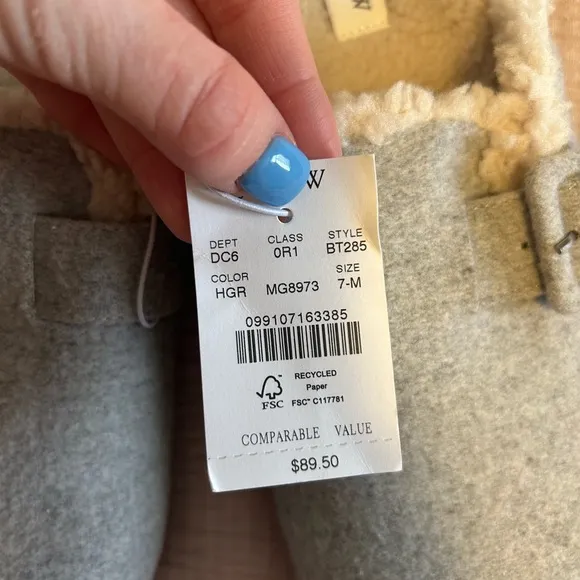 W
DEPT CLASS STYLE
DC6 0R1 BT285
COLOR SIZE
HGR MG8973 7-M
099107163385
RECYCLED
Paper
FSC FSC™ C117781
COMPARABLE VALUE
$89.50